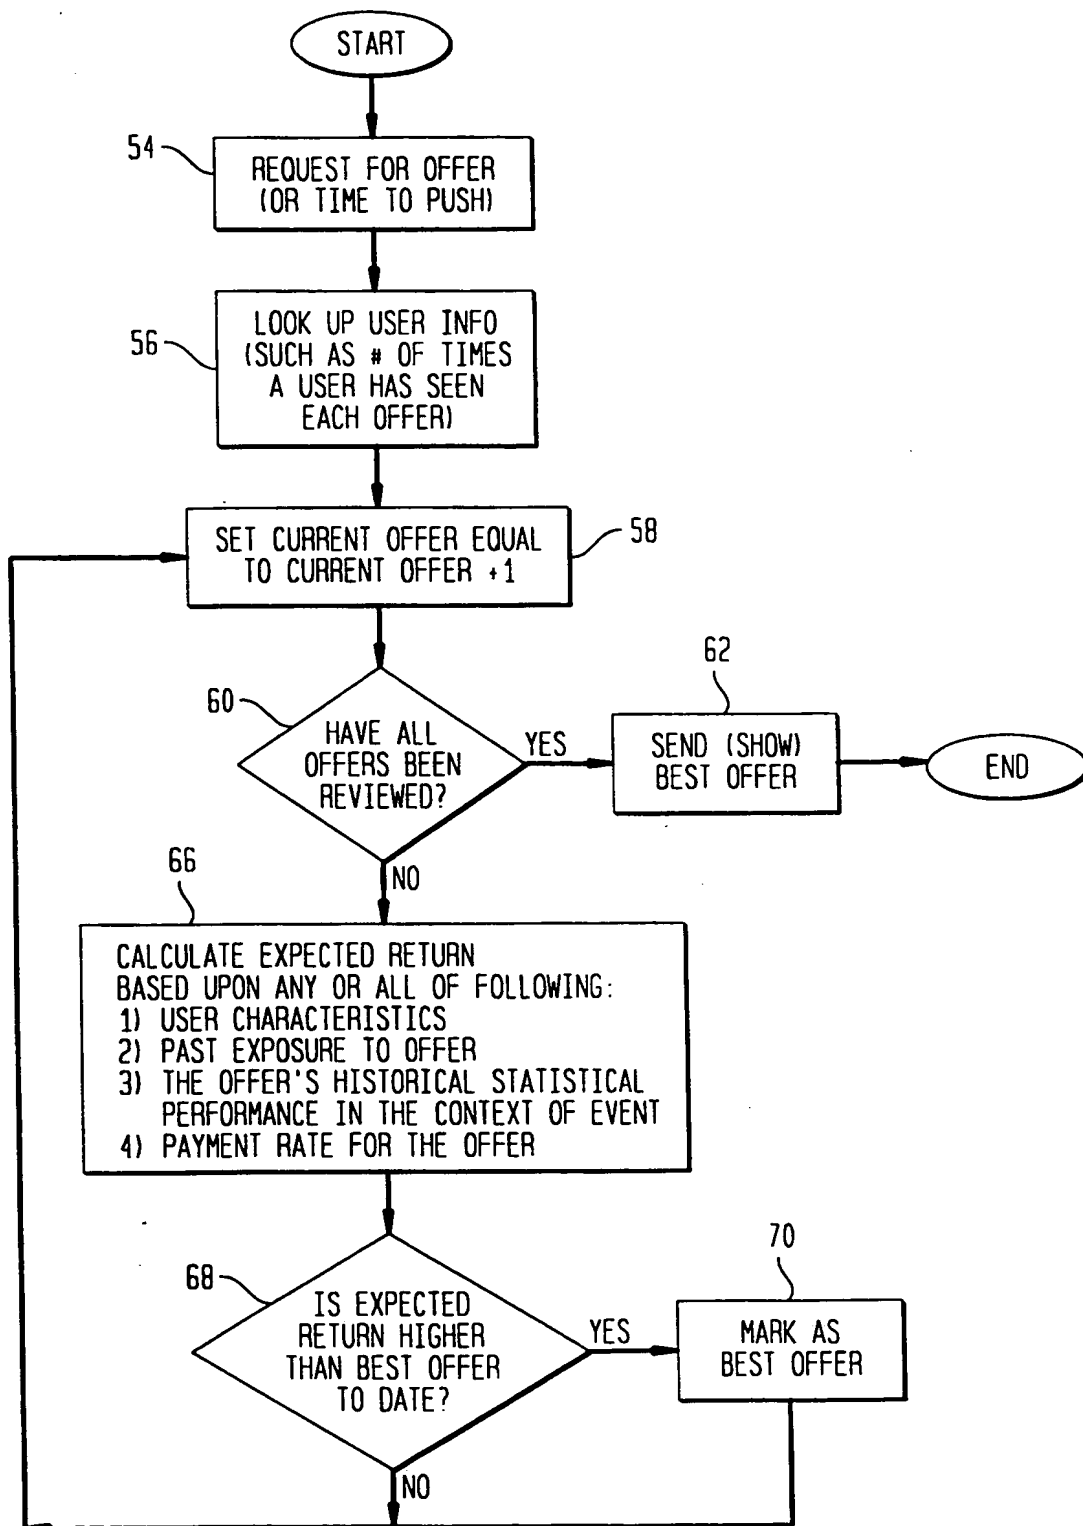 START
54
REQUEST FOR OFFER
(OR TIME TO PUSH)
56
LOOK UP USER INFO
(SUCH AS # OF TIMES
A USER HAS SEEN
EACH OFFER)
58
SET CURRENT OFFER EQUAL
TO CURRENT OFFER +1
60
HAVE ALL
OFFERS BEEN
REVIEWED?
YES
62
SEND (SHOW)
BEST OFFER
END
NO
66
CALCULATE EXPECTED RETURN
BASED UPON ANY OR ALL OF FOLLOWING:
1) USER CHARACTERISTICS
2) PAST EXPOSURE TO OFFER
3) THE OFFER'S HISTORICAL STATISTICAL
PERFORMANCE IN THE CONTEXT OF EVENT
4) PAYMENT RATE FOR THE OFFER
68
IS EXPECTED
RETURN HIGHER
THAN BEST OFFER
TO DATE?
YES
70
MARK AS
BEST OFFER
NO